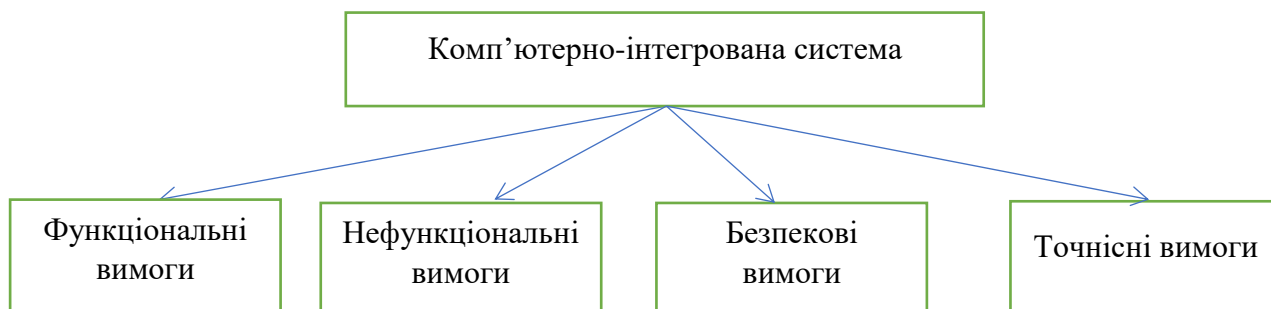 Комп’ютерно-інтегрована система
Функціональні
вимоги
Нефункціональні
вимоги
Безпекові
вимоги
Точнісні вимоги